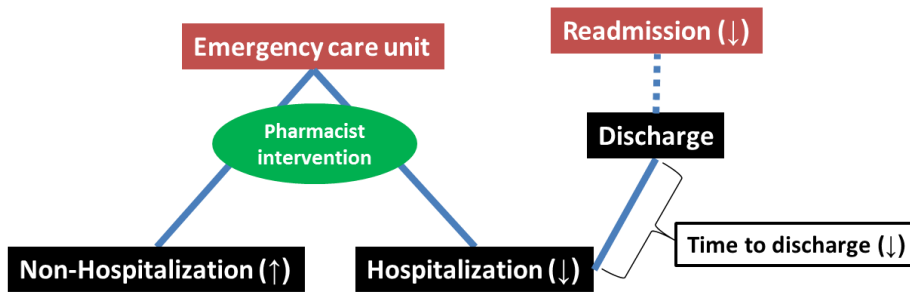 Emergency care unit
Readmission (↓)
Pharmacist
intervention
Discharge
Non-Hospitalization (↑)
Hospitalization (↓)
Time to discharge (↓)